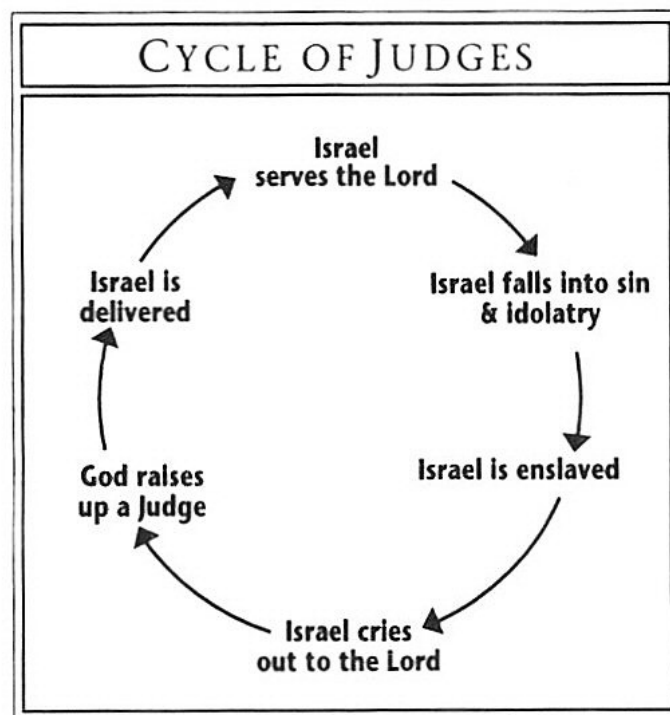 CYCLE OF JUDGES
Israel
serves the Lord
Israel falls into sin
& idolatry
Israel is enslaved
Israel cries
out to the Lord
God raises
up a Judge
Israel is
delivered